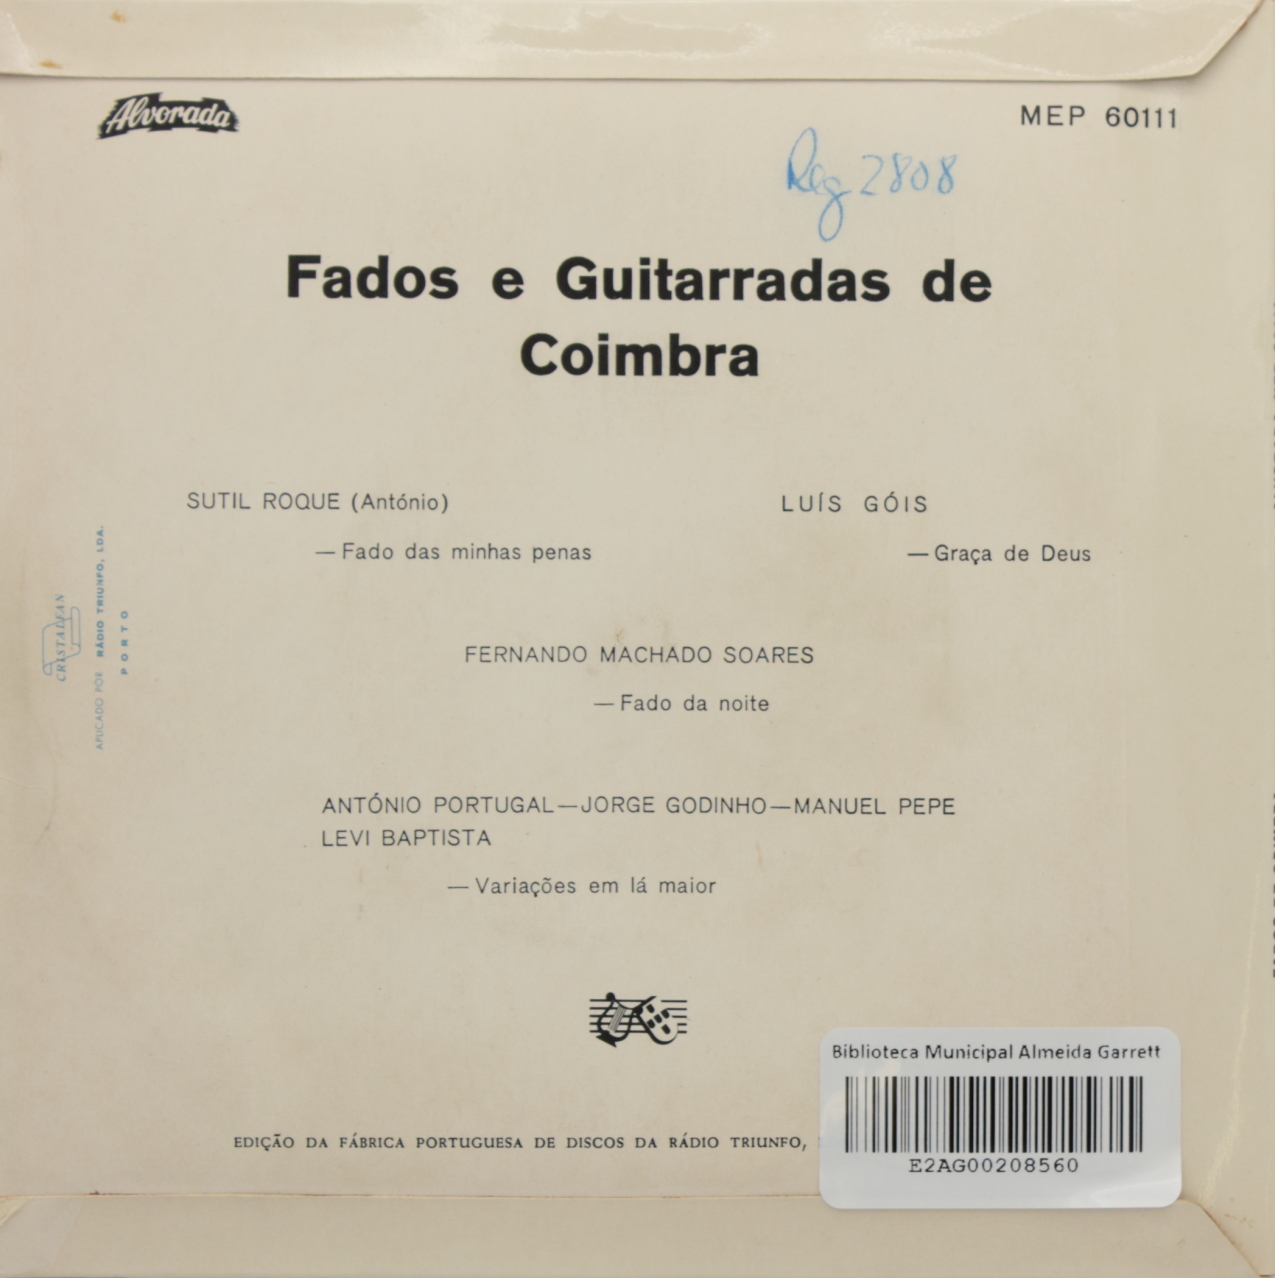 Alvorada
MEP 60111
Reg 2808
Fados e Guitarradas de
Coimbra
SUTIL ROQUE (António)
— Fado das minhas penas
LUÍS GÓIS
— Graça de Deus
FERNANDO MACHADO SOARES
— Fado da noite
ANTÓNIO PORTUGAL—JORGE GODINHO—MANUEL PEPE
LEVI BAPTISTA
— Variações em lá maior
CRISTALFAN
APLICADO POR RÁDIO TRIUNFO, LDA.
PORTO
EDIÇÃO DA FÁBRICA PORTUGUESA DE DISCOS DA RÁDIO TRIUNFO,
Biblioteca Municipal Almeida Garrett
E2AG00208560